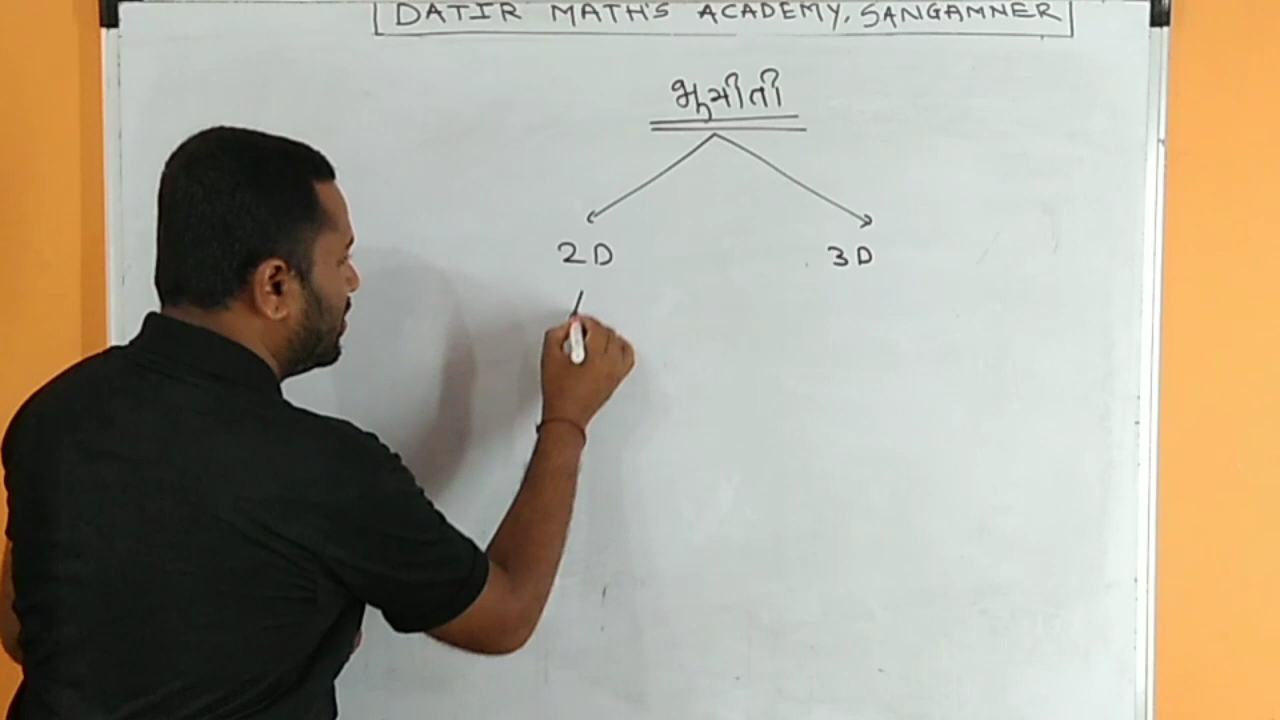 DATIR MATH'S ACADEMY, SANGAMNER
भूमीती
2D 3D